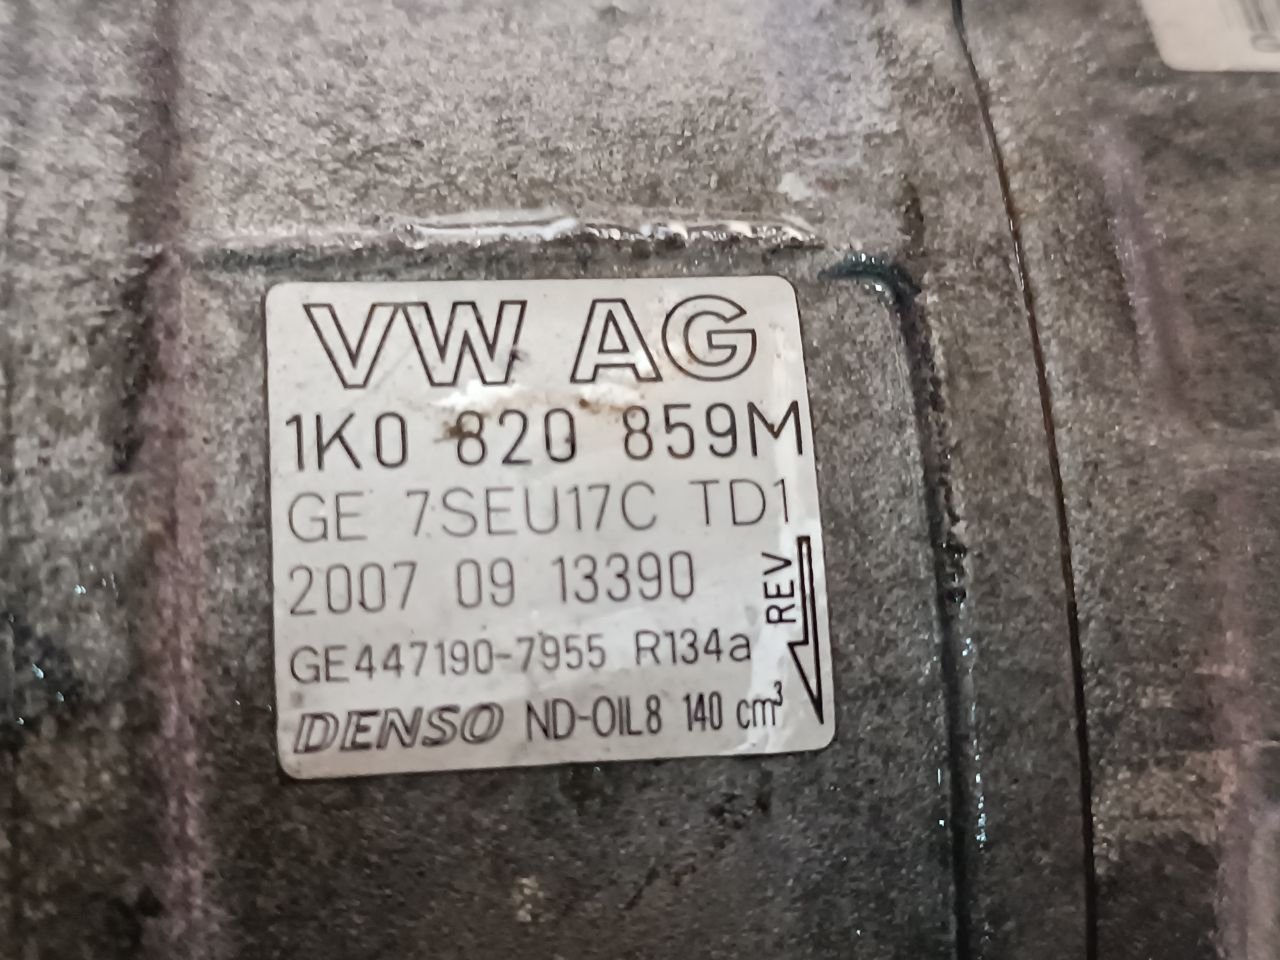 VW AG
1K0 820 859M
GE 7SEU17C TD1
2007 09 13390
REV
GE447190-7955 R134a
DENSO ND-OIL8 140 cm³